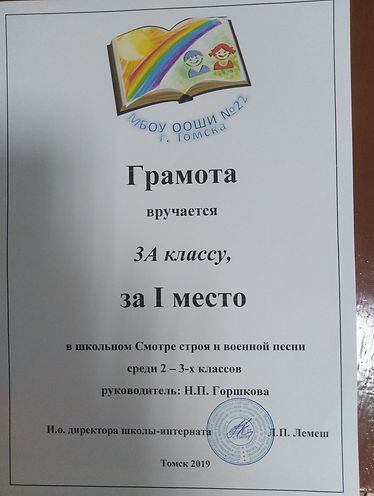 МБОУ ООШИ №22
г. Томска
Грамота
вручается
3А классу,
за I место
в школьном Смотре строя и военной песни
среди 2 – 3-х классов
руководитель: Н.П. Горшкова
И.о. директора школы-интерната Л.П. Лемеш
Томск 2019